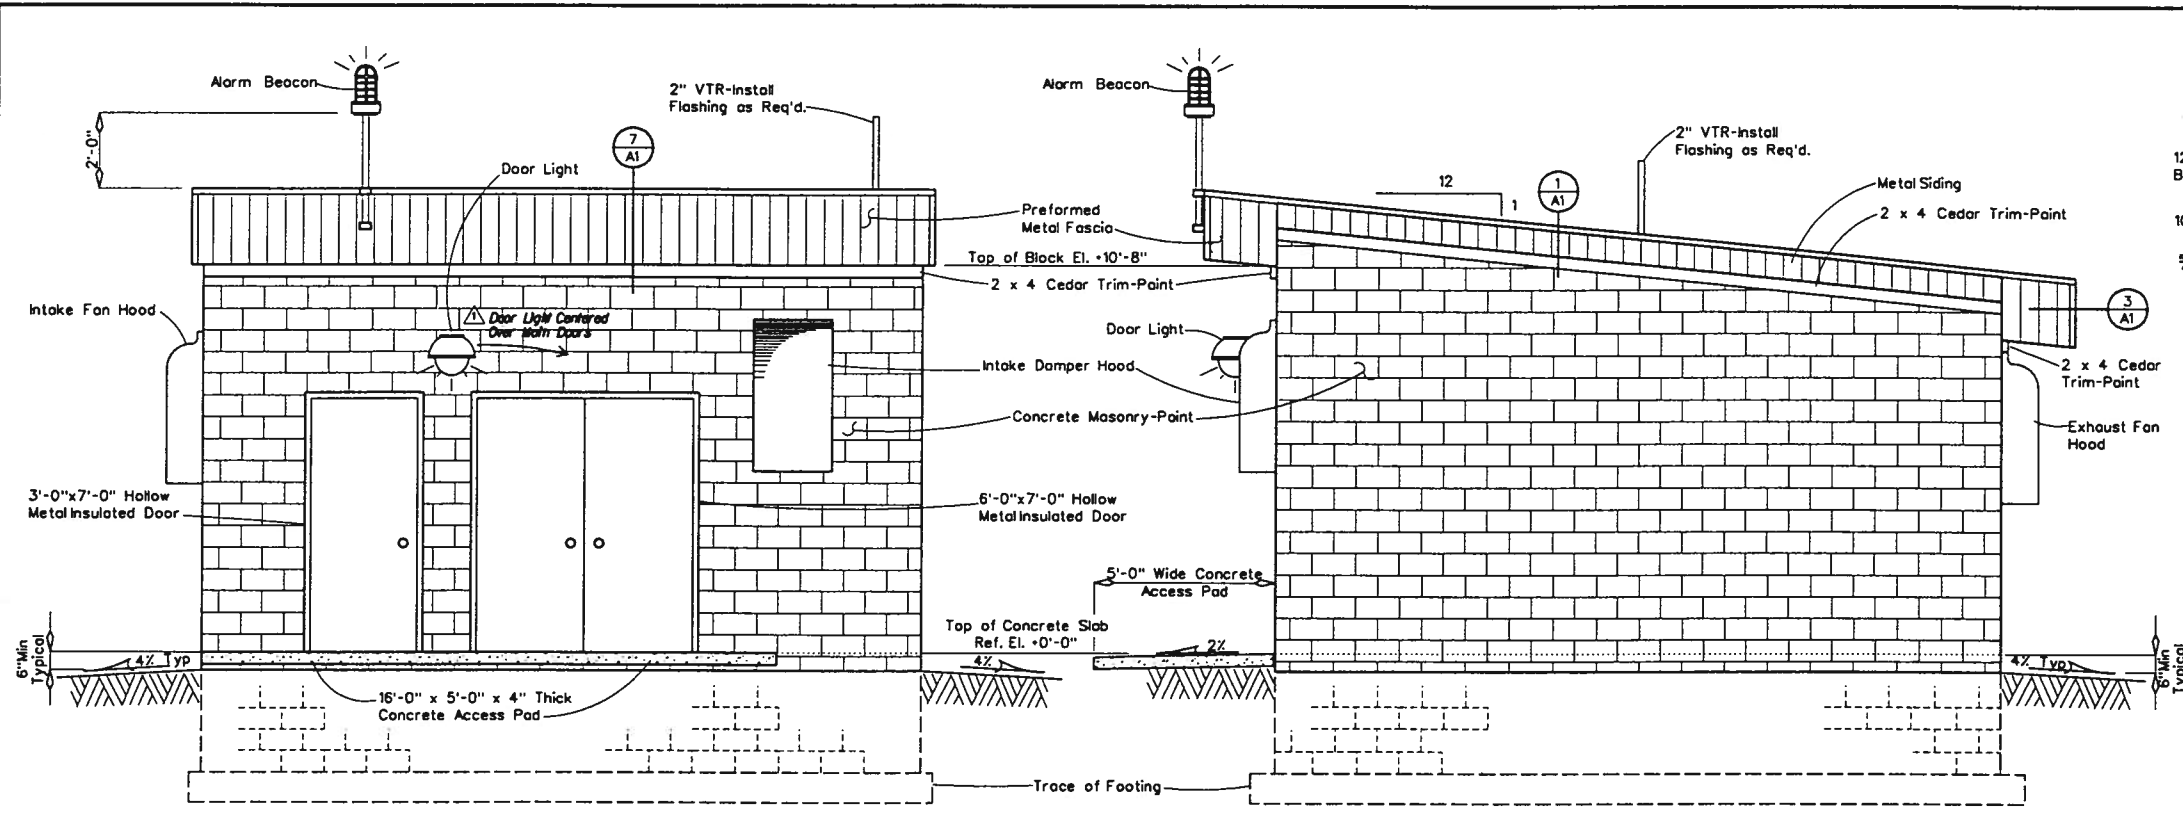 Alarm Beacon
2'-0"
2" VTR-Install
Flashing as Req'd.
7
A1
Door Light
Intake Fan Hood
1
Door Light Centered
Over Main Doors
3'-0"x7'-0" Hollow
Metal Insulated Door
6"Min
Typical
4% Typ
16'-0" x 5'-0" x 4" Thick
Concrete Access Pad
Preformed
Metal Fascia
Top of Block El. +10'-8"
2 x 4 Cedar Trim-Paint
Door Light
Intake Damper Hood
Concrete Masonry-Paint
6'-0"x7'-0" Hollow
Metal Insulated Door
5'-0" Wide Concrete
Access Pad
Top of Concrete Slab
Ref. El. +0'-0"
4%
2%
Trace of Footing
Alarm Beacon
12
1
1
A1
2" VTR-Install
Flashing as Req'd.
Metal Siding
2 x 4 Cedar Trim-Paint
3
A1
2 x 4 Cedar
Trim-Paint
Exhaust Fan
Hood
4% Typ
6"Min
Typical
12
B
10